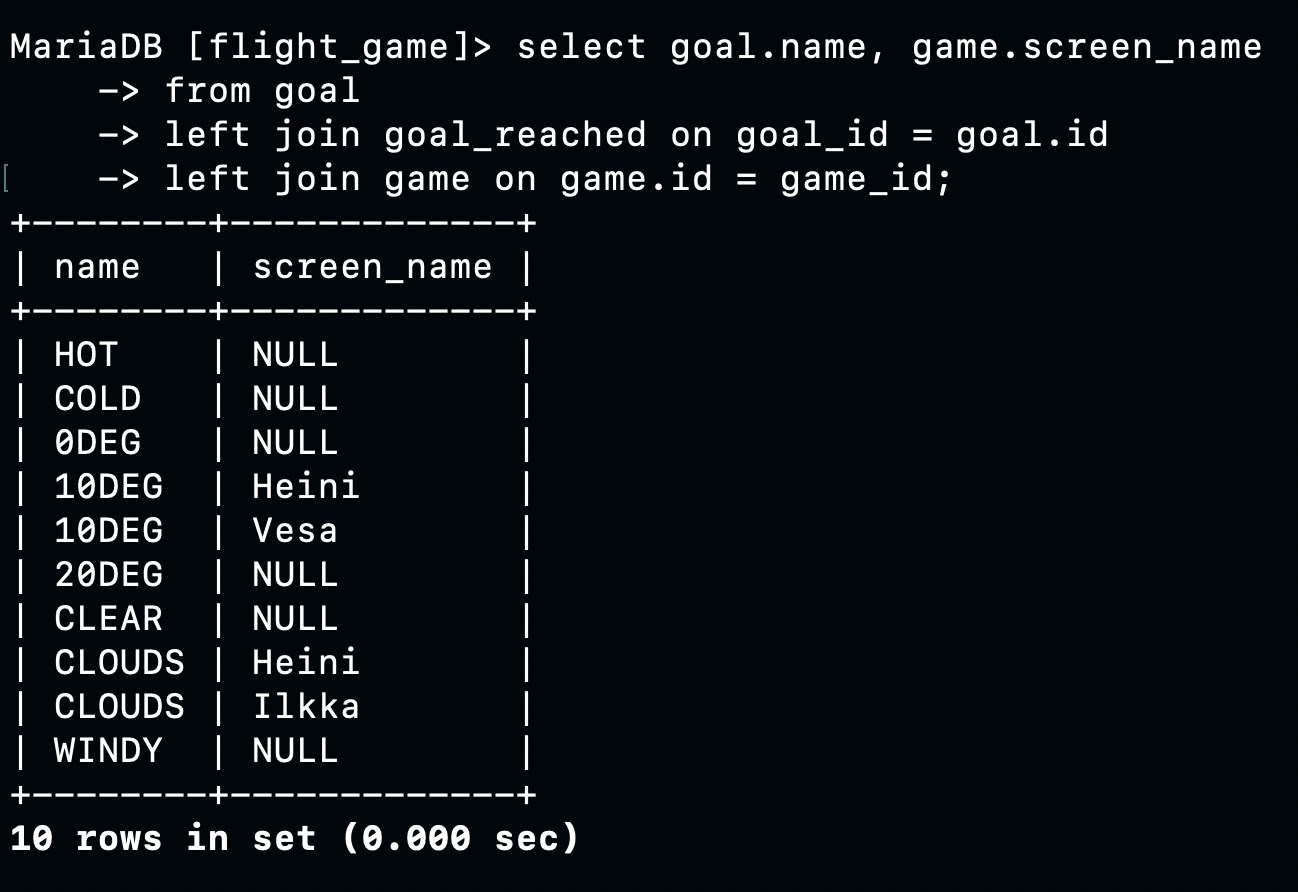 MariaDB [flight_game]> select goal.name, game.screen_name
    -> from goal
    -> left join goal_reached on goal_id = goal.id
[    -> left join game on game.id = game_id;
+--------+-------------+
| name   | screen_name |
+--------+-------------+
| HOT    | NULL        |
| COLD   | NULL        |
| 0DEG   | NULL        |
| 10DEG  | Heini       |
| 10DEG  | Vesa        |
| 20DEG  | NULL        |
| CLEAR  | NULL        |
| CLOUDS | Heini       |
| CLOUDS | Ilkka       |
| WINDY  | NULL        |
+--------+-------------+
10 rows in set (0.000 sec)